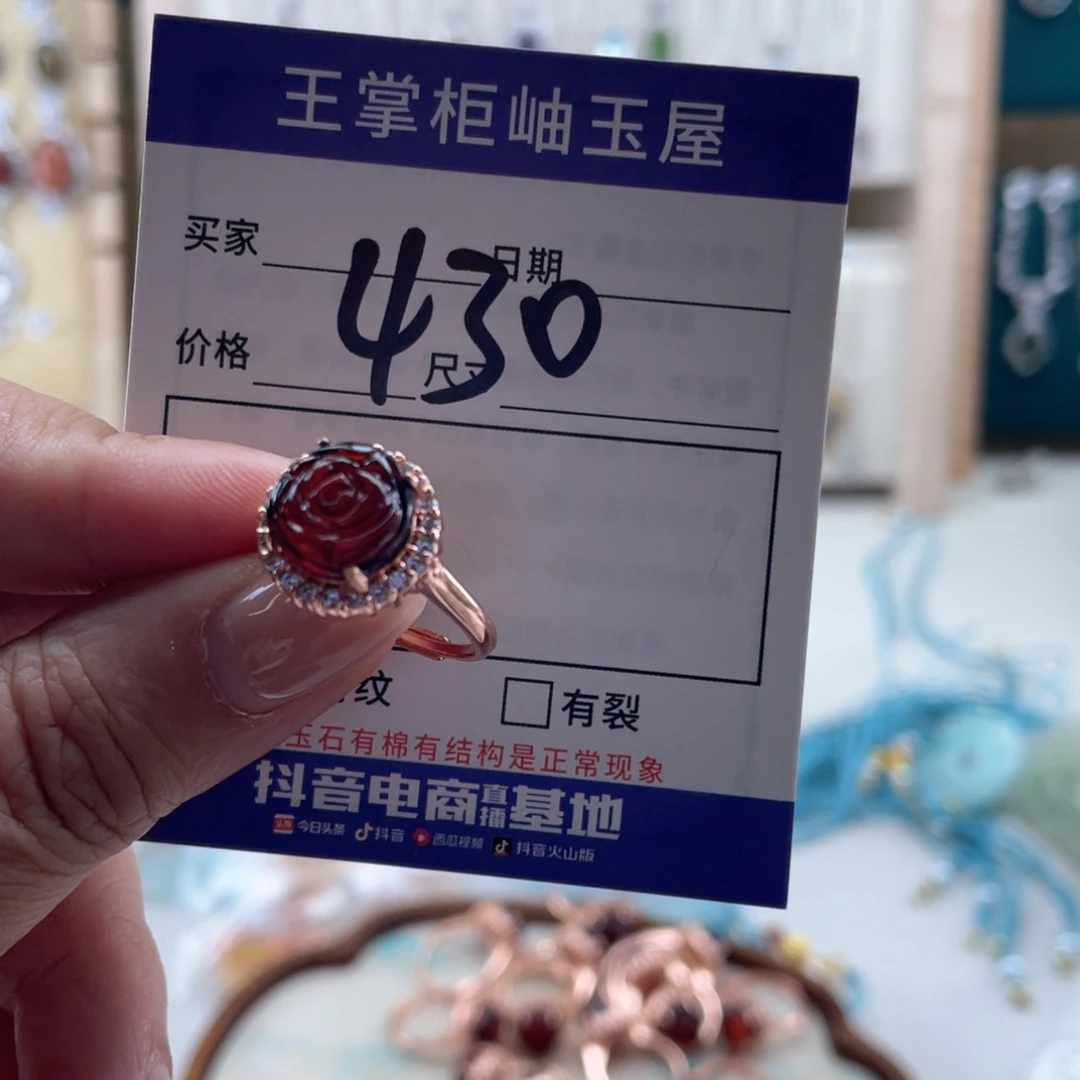 王掌柜岫玉屋
买家 日期
430
价格 尺寸
纹 有裂
玉石有棉有结构是正常现象
抖音电商直播基地
头条 今日头条 抖音 西瓜视频 抖音火山版